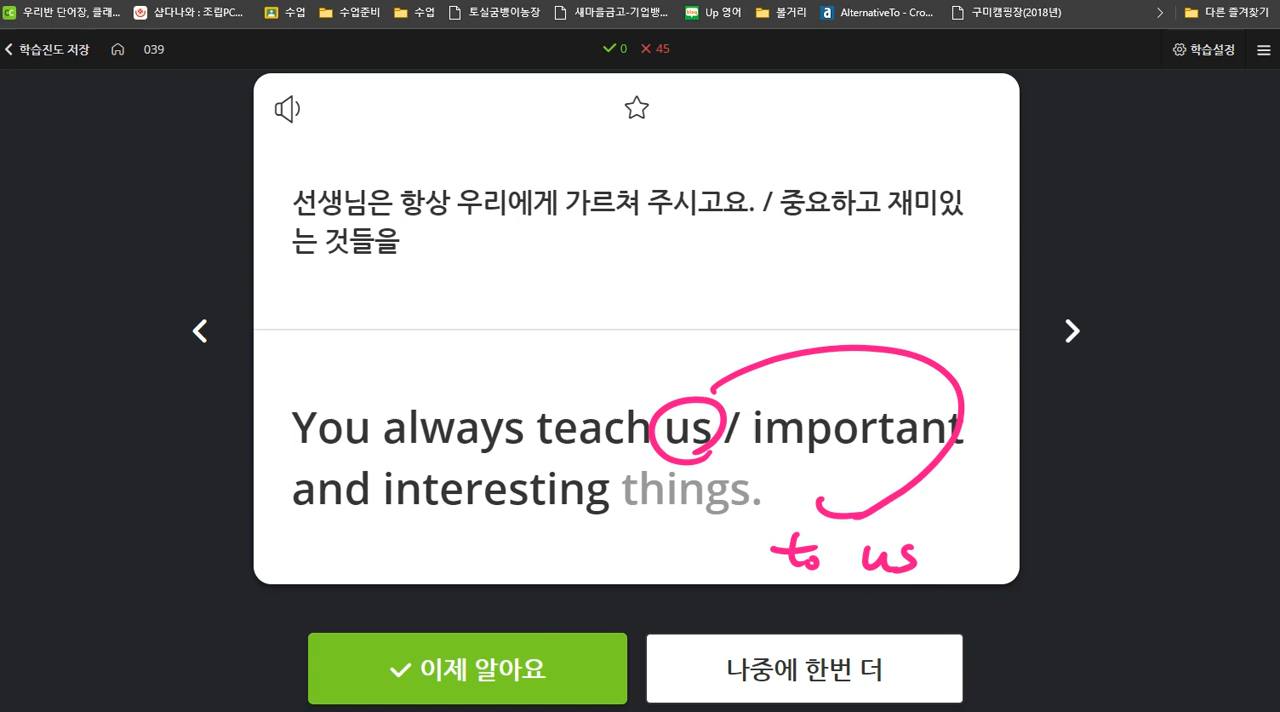 우리반 단어장, 클래... 샵다나와 : 조립PC... 수업 수업준비 수업 토실굼뱅이농장 새마을금고-기업뱅... Up 영어 볼거리 AlternativeTo - Cro... 구미캠핑장(2018년) 다른 즐겨찾기
학습진도 저장 039 0 45 학습설정
선생님은 항상 우리에게 가르쳐 주시고요. / 중요하고 재미있
는 것들을
You always teach us / important
and interesting things.
to us
이제 알아요 나중에 한번 더